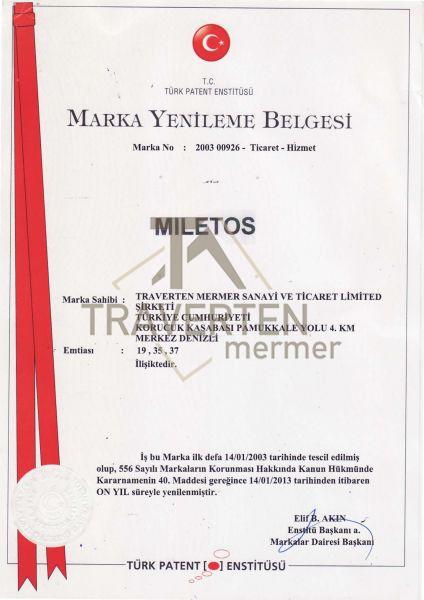 T.C.
TÜRK PATENT ENSTİTÜSÜ
MARKA YENİLEME BELGESİ
Marka No : 2003 00926 - Ticaret - Hizmet
MILETOS
Marka Sahibi : TRAVERTEN MERMER SANAYİ VE TİCARET LIMITED
ŞİRKETİ
TÜRKİYE CUMHURİYETİ
KORUCUK KASABASI PAMUKKALE YOLU 4. KM
MERKEZ DENİZLİ
TRAVERTEN
mermer
Emtiası : 19 , 35 , 37
İlişiktedir.
İş bu Marka ilk defa 14/01/2003 tarihinde tescil edilmiş
olup, 556 Sayılı Markaların Korunması Hakkında Kanun Hükmünde
Kararnamenin 40. Maddesi gereğince 14/01/2013 tarihinden itibaren
ON YIL süreyle yenilenmiştir.
Elif B. AKIN
Enstitü Başkanı a.
Markalar Dairesi Başkanı
TÜRK PATENT [ ] ENSTİTÜSÜ